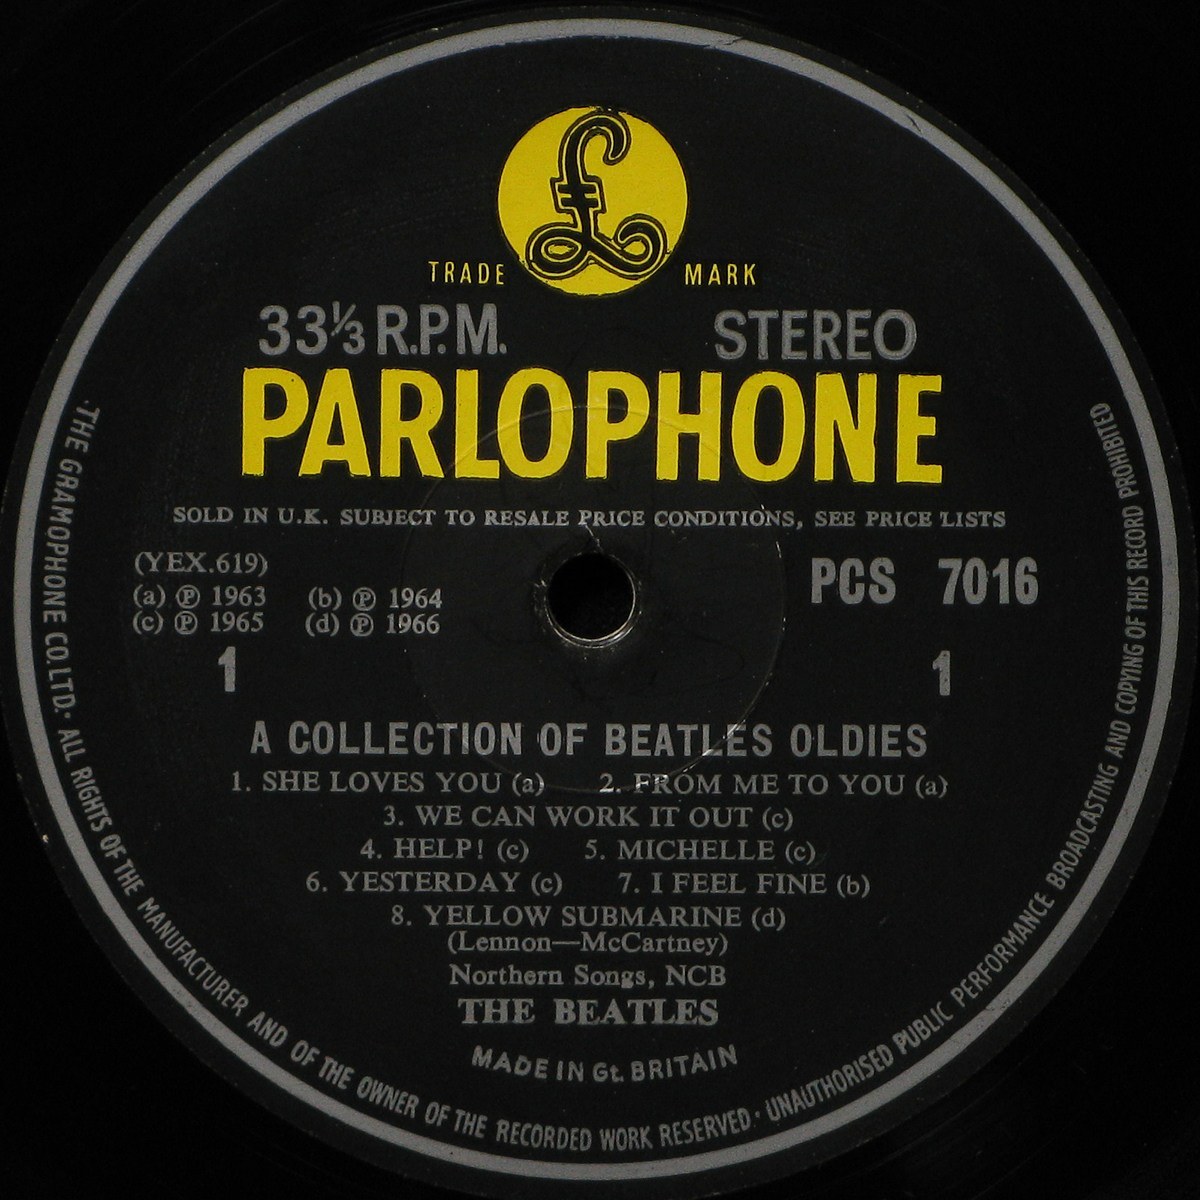 £
TRADE MARK
33⅓ R.P.M. STEREO
PARLOPHONE
SOLD IN U.K. SUBJECT TO RESALE PRICE CONDITIONS, SEE PRICE LISTS
(YEX.619) PCS 7016
(a) ℗ 1963 (b) ℗ 1964
(c) ℗ 1965 (d) ℗ 1966
1 1
A COLLECTION OF BEATLES OLDIES
1. SHE LOVES YOU (a) 2. FROM ME TO YOU (a)
3. WE CAN WORK IT OUT (c)
4. HELP! (c) 5. MICHELLE (c)
6. YESTERDAY (c) 7. I FEEL FINE (b)
8. YELLOW SUBMARINE (d)
(Lennon—McCartney)
Northern Songs, NCB
THE BEATLES
MADE IN Gt. BRITAIN
THE GRAMOPHONE CO. LTD. · ALL RIGHTS OF THE MANUFACTURER AND OF THE OWNER OF THE RECORDED WORK RESERVED · UNAUTHORISED PUBLIC PERFORMANCE BROADCASTING AND COPYING OF THIS RECORD PROHIBITED